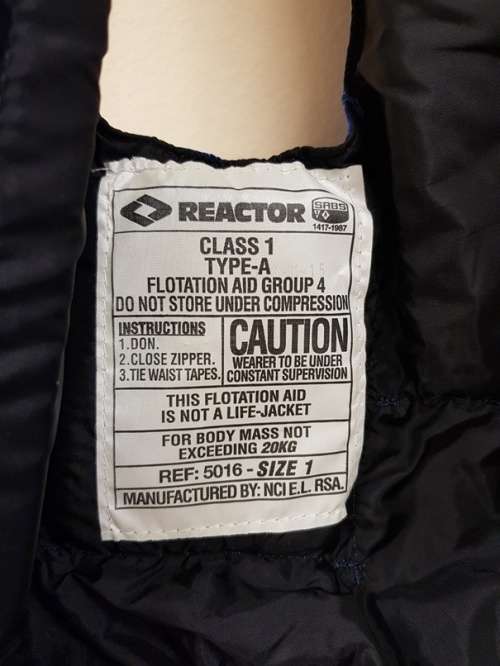 REACTOR
SABS
1417-1987
CLASS 1
TYPE-A
FLOTATION AID GROUP 4
DO NOT STORE UNDER COMPRESSION
INSTRUCTIONS
1.DON.
2.CLOSE ZIPPER.
3.TIE WAIST TAPES.
CAUTION
WEARER TO BE UNDER
CONSTANT SUPERVISION
THIS FLOTATION AID
IS NOT A LIFE-JACKET
FOR BODY MASS NOT
EXCEEDING 20KG
REF: 5016 - SIZE 1
MANUFACTURED BY: NCI E.L. RSA.